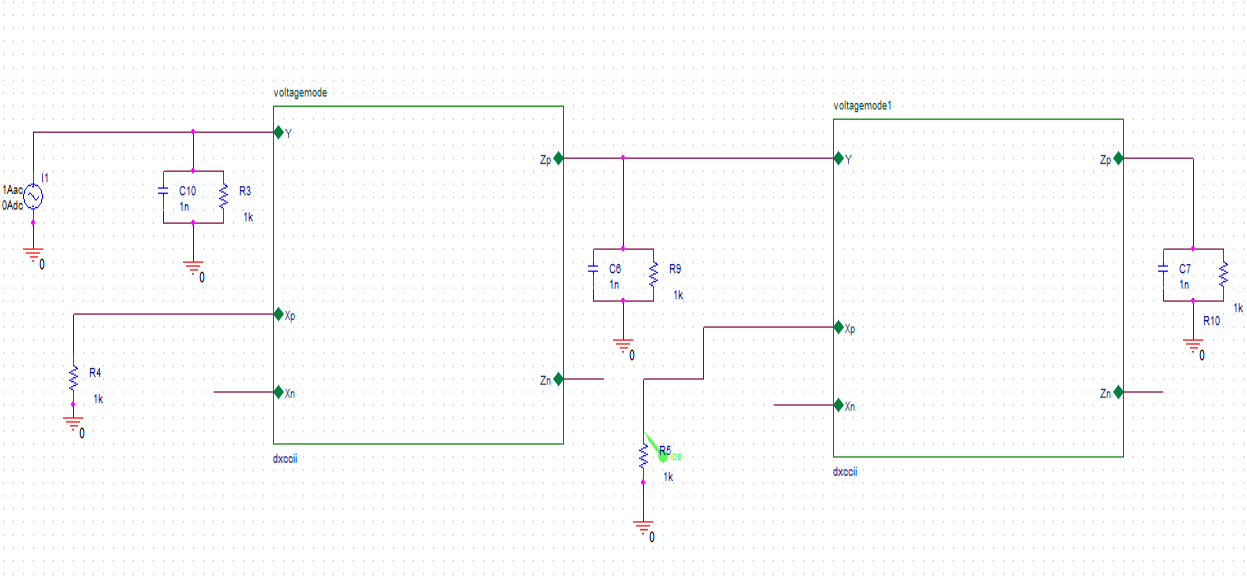 voltagemode
Y
Zp
I1
1Aac
0Adc
0
C10
1n
R3
1k
0
Xp
R4
1k
0
Xn
Zn
dxccii
C6
1n
R9
1k
0
R5
1k
0
voltagemode1
Y
Zp
Xp
Xn
Zn
dxccii
C7
1n
1k
R10
0